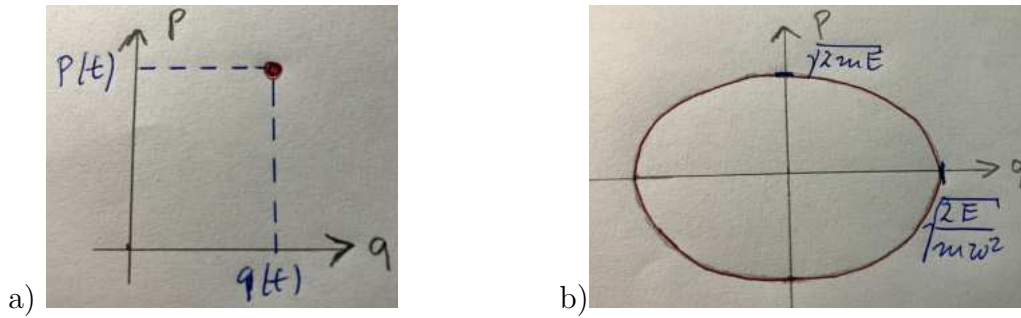 P
P(t)
q
q(t)
a)
P
√2mE
q
√2E/mω²
b)